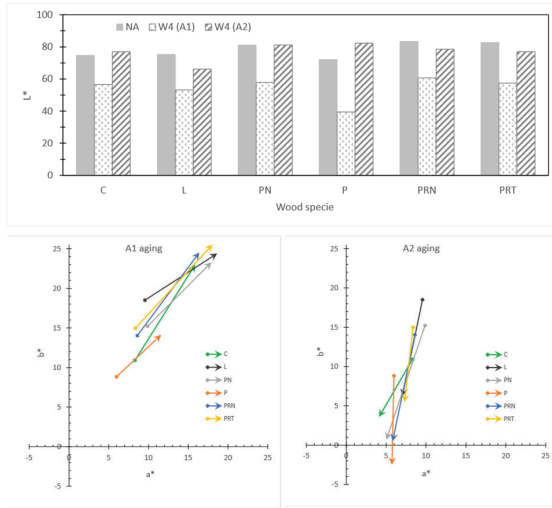 100
80
60
40
20
0
L*
NA W4 (A1) W4 (A2)
C L PN P PRN PRT
Wood specie
A1 aging
25
20
15
10
5
0
-5
b*
-5 0 5 10 15 20 25
a*
C
L
PN
P
PRN
PRT
A2 aging
25
20
15
10
5
0
-5
b*
-5 0 5 10 15 20 25
a*
C
L
PN
P
PRN
PRT